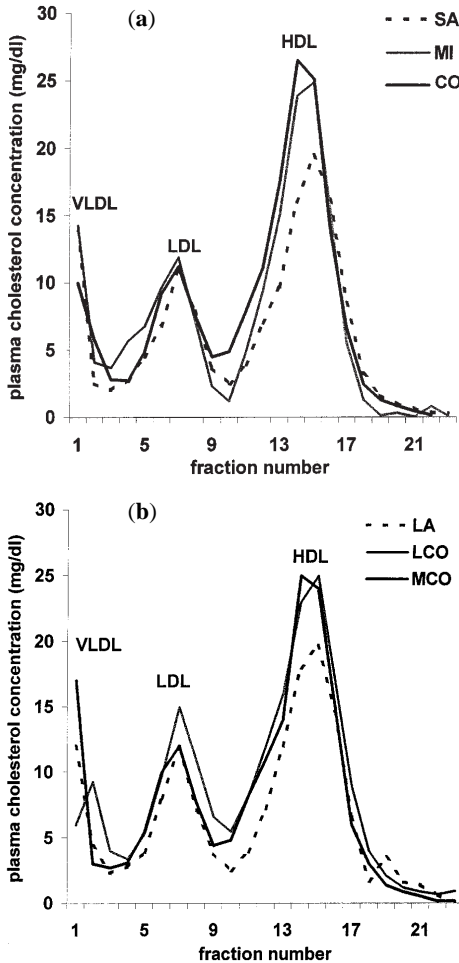 (a)
SA
MI
CO
30
25
20
15
10
5
0
plasma cholesterol concentration (mg/dl)
VLDL
LDL
HDL
1 5 9 13 17 21
fraction number
(b)
LA
LCO
MCO
30
25
20
15
10
5
0
plasma cholesterol concentration (mg/dl)
VLDL
LDL
HDL
1 5 9 13 17 21
fraction number